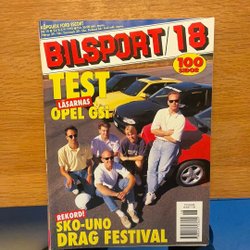 BILSPORT/18
100
SIDOR
TEST
LÄSARNAS
OPEL GSI
REKORD!
SKO-UNO
DRAG FESTIVAL